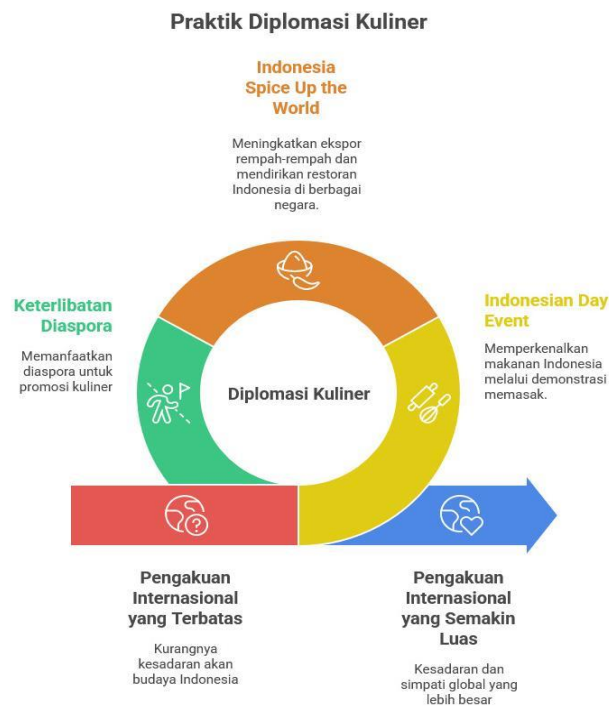 Praktik Diplomasi Kuliner
Indonesia
Spice Up the
World
Meningkatkan ekspor
rempah-rempah dan
mendirikan restoran
Indonesia di berbagai
negara.
Keterlibatan
Diaspora
Memanfaatkan
diaspora untuk
promosi kuliner
Indonesian Day
Event
Memperkenalkan
makanan Indonesia
melalui demonstrasi
memasak.
Diplomasi Kuliner
?
Pengakuan
Internasional
yang Terbatas
Kurangnya
kesadaran akan
budaya Indonesia
Pengakuan
Internasional
yang Semakin
Luas
Kesadaran dan
simpati global yang
lebih besar